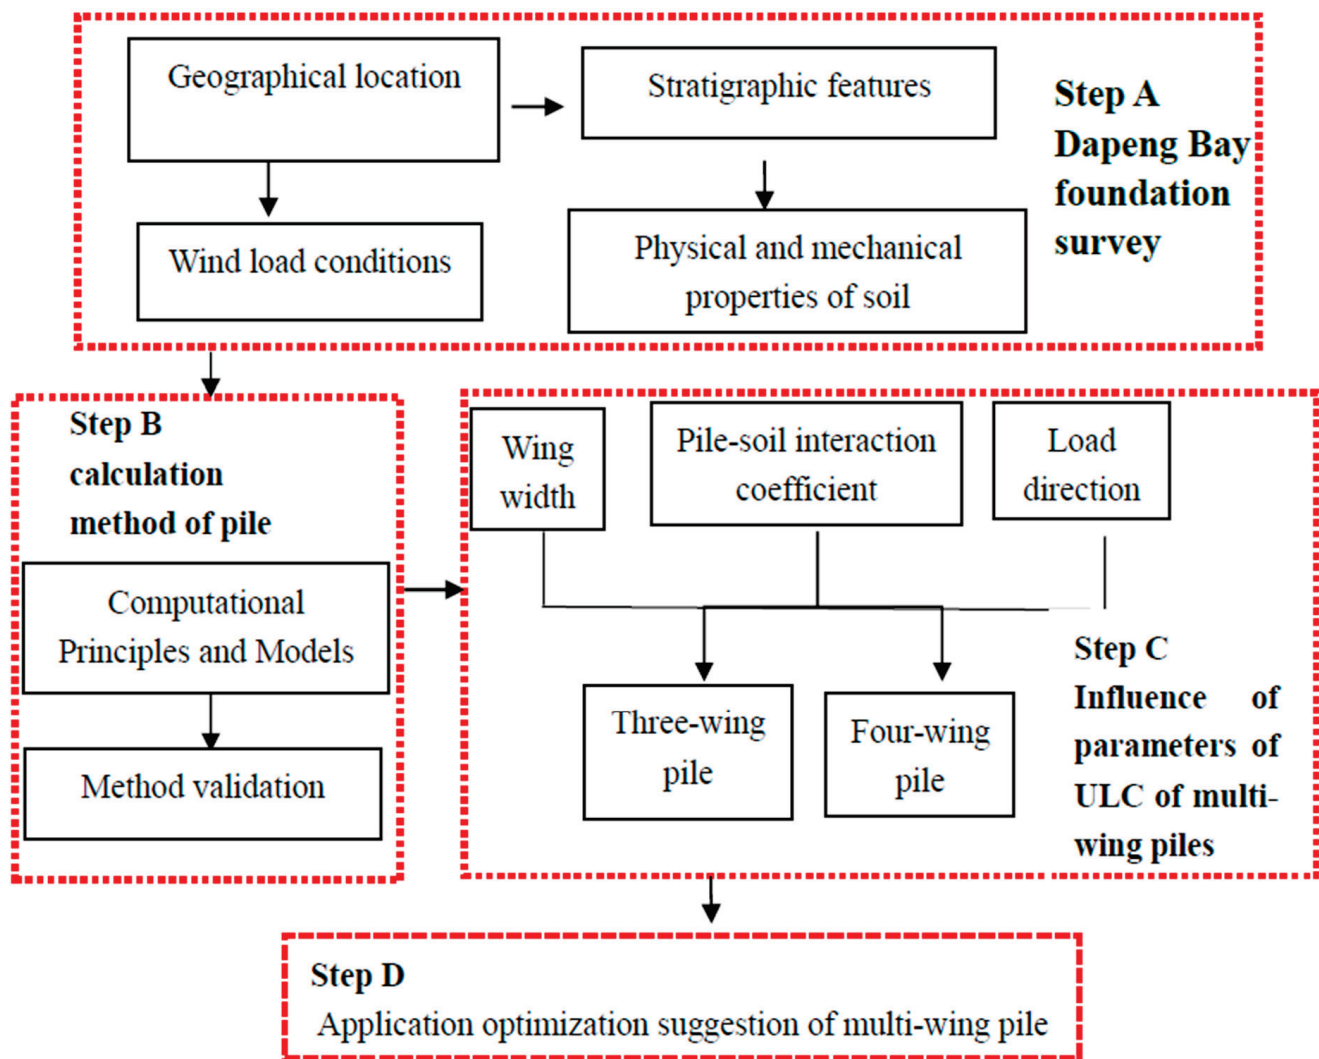 Geographical location
Stratigraphic features
Step A
Dapeng Bay
foundation
survey
Wind load conditions
Physical and mechanical
properties of soil
Step B
calculation
method of pile
Computational
Principles and Models
Method validation
Wing
width
Pile-soil interaction
coefficient
Load
direction
Three-wing
pile
Four-wing
pile
Step C
Influence of
parameters of
ULC of multi-
wing piles
Step D
Application optimization suggestion of multi-wing pile